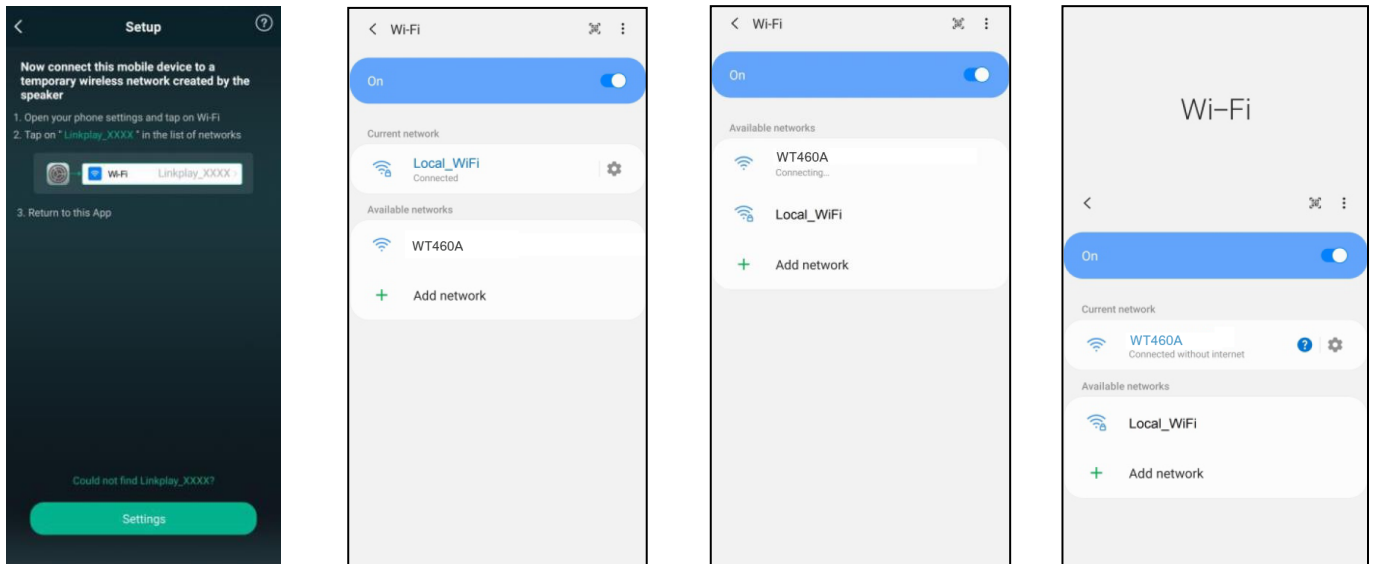 Setup
?
Now connect this mobile device to a
temporary wireless network created by the
speaker
1. Open your phone settings and tap on Wi-Fi
2. Tap on " Linkplay_XXXX " in the list of networks
Wi-Fi Linkplay_XXXX
3. Return to this App
Could not find Linkplay_XXXX?
Settings
Wi-Fi
On
Current network
Local_WiFi
Connected
Available networks
WT460A
Add network
Wi-Fi
On
Available networks
WT460A
Connecting...
Local_WiFi
Add network
Wi-Fi
On
Current network
WT460A
Connected without internet
?
Available networks
Local_WiFi
Add network